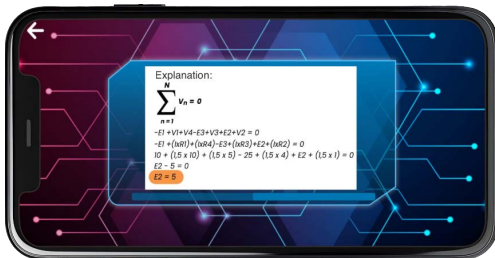 Explanation:
N
∑ Vn = 0
n = 1
-E1 +V1+V4-E3+V3+E2+V2 = 0
-E1 +(IxR1)+(IxR4)-E3+(IxR3)+E2+(IxR2) = 0
10 + (1,5 x 10) + (1,5 x 5) - 25 + (1,5 x 4) + E2 + (1,5 x 1) = 0
E2 - 5 = 0
E2 = 5